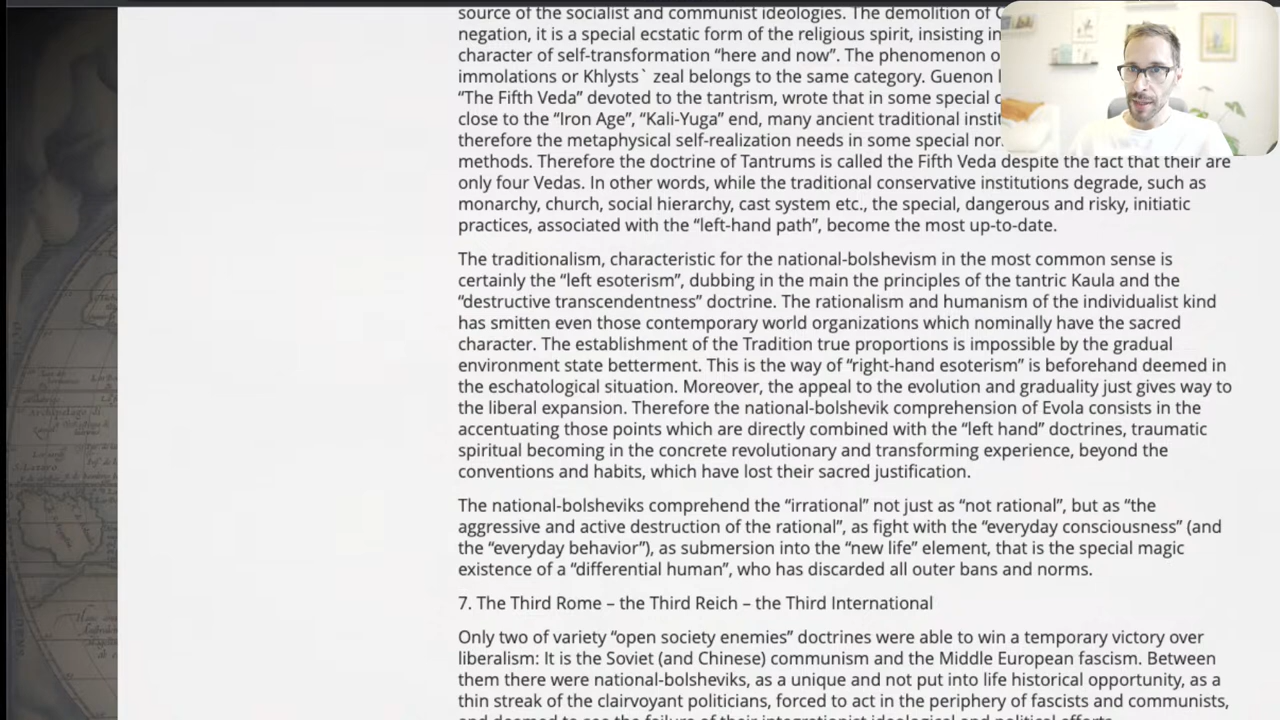 source of the socialist and communist ideologies. The demolition of
negation, it is a special ecstatic form of the religious spirit, insisting in
character of self-transformation “here and now”. The phenomenon o
immolations or Khlysts` zeal belongs to the same category. Guenon
“The Fifth Veda” devoted to the tantrism, wrote that in some special
close to the “Iron Age”, “Kali-Yuga” end, many ancient traditional instit
therefore the metaphysical self-realization needs in some special nor
methods. Therefore the doctrine of Tantrums is called the Fifth Veda despite the fact that their are
only four Vedas. In other words, while the traditional conservative institutions degrade, such as
monarchy, church, social hierarchy, cast system etc., the special, dangerous and risky, initiatic
practices, associated with the “left-hand path”, become the most up-to-date.
The traditionalism, characteristic for the national-bolshevism in the most common sense is
certainly the “left esoterism”, dubbing in the main the principles of the tantric Kaula and the
“destructive transcendentness” doctrine. The rationalism and humanism of the individualist kind
has smitten even those contemporary world organizations which nominally have the sacred
character. The establishment of the Tradition true proportions is impossible by the gradual
environment state betterment. This is the way of “right-hand esoterism” is beforehand deemed in
the eschatological situation. Moreover, the appeal to the evolution and graduality just gives way to
the liberal expansion. Therefore the national-bolshevik comprehension of Evola consists in the
accentuating those points which are directly combined with the “left hand” doctrines, traumatic
spiritual becoming in the concrete revolutionary and transforming experience, beyond the
conventions and habits, which have lost their sacred justification.
The national-bolsheviks comprehend the “irrational” not just as “not rational”, but as “the
aggressive and active destruction of the rational”, as fight with the “everyday consciousness” (and
the “everyday behavior”), as submersion into the “new life” element, that is the special magic
existence of a “differential human”, who has discarded all outer bans and norms.
7. The Third Rome – the Third Reich – the Third International
Only two of variety “open society enemies” doctrines were able to win a temporary victory over
liberalism: It is the Soviet (and Chinese) communism and the Middle European fascism. Between
them there were national-bolsheviks, as a unique and not put into life historical opportunity, as a
thin streak of the clairvoyant politicians, forced to act in the periphery of fascists and communists,
and deemed to see the failure of their integrationist ideological and political efforts.